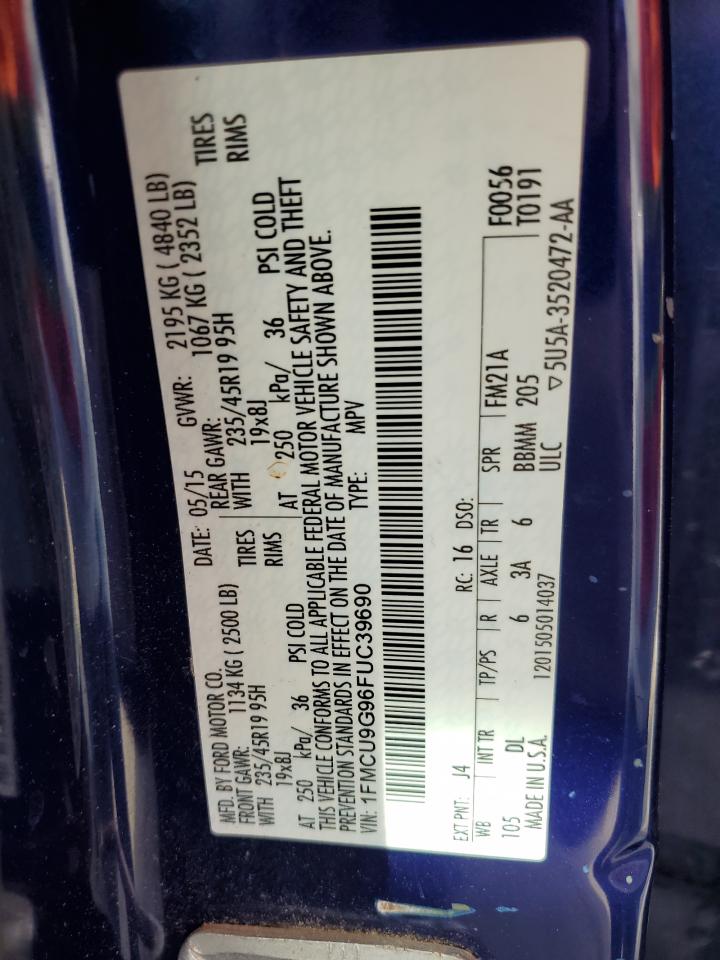 MFD. BY FORD MOTOR CO.
DATE: 05/15 GVWR: 2195 KG ( 4840 LB)
FRONT GAWR: 1134 KG ( 2500 LB)
REAR GAWR: 1067 KG ( 2352 LB)
WITH 235/45R19 95H TIRES
WITH 235/45R19 95H TIRES
19x8J RIMS
19x8J RIMS
AT 250 kPa/ 36 PSI COLD
AT 250 kPa/ 36 PSI COLD
THIS VEHICLE CONFORMS TO ALL APPLICABLE FEDERAL MOTOR VEHICLE SAFETY AND THEFT
PREVENTION STANDARDS IN EFFECT ON THE DATE OF MANUFACTURE SHOWN ABOVE.
VIN: 1FMCU9G96FUC39690 TYPE: MPV
EXT PNT: J4 RC: 16 DSO: F0056
WB INT TR TP/PS R AXLE TR SPR FM21A T0191
105 DL 6 3A 6 BBMM 205
MADE IN U.S.A. 1201505014037 ULC ▽5U5A-3520472-AA